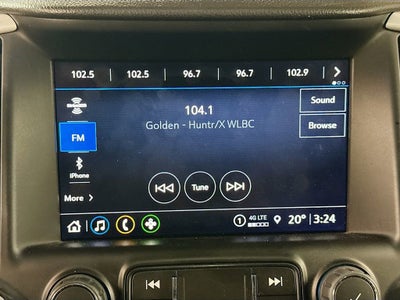 102.5 102.5 96.7 96.7 102.9
104.1
Golden - Huntr/X WLBC
Sound
FM
Browse
iPhone
Tune
More
1 4G LTE 20° 3:24